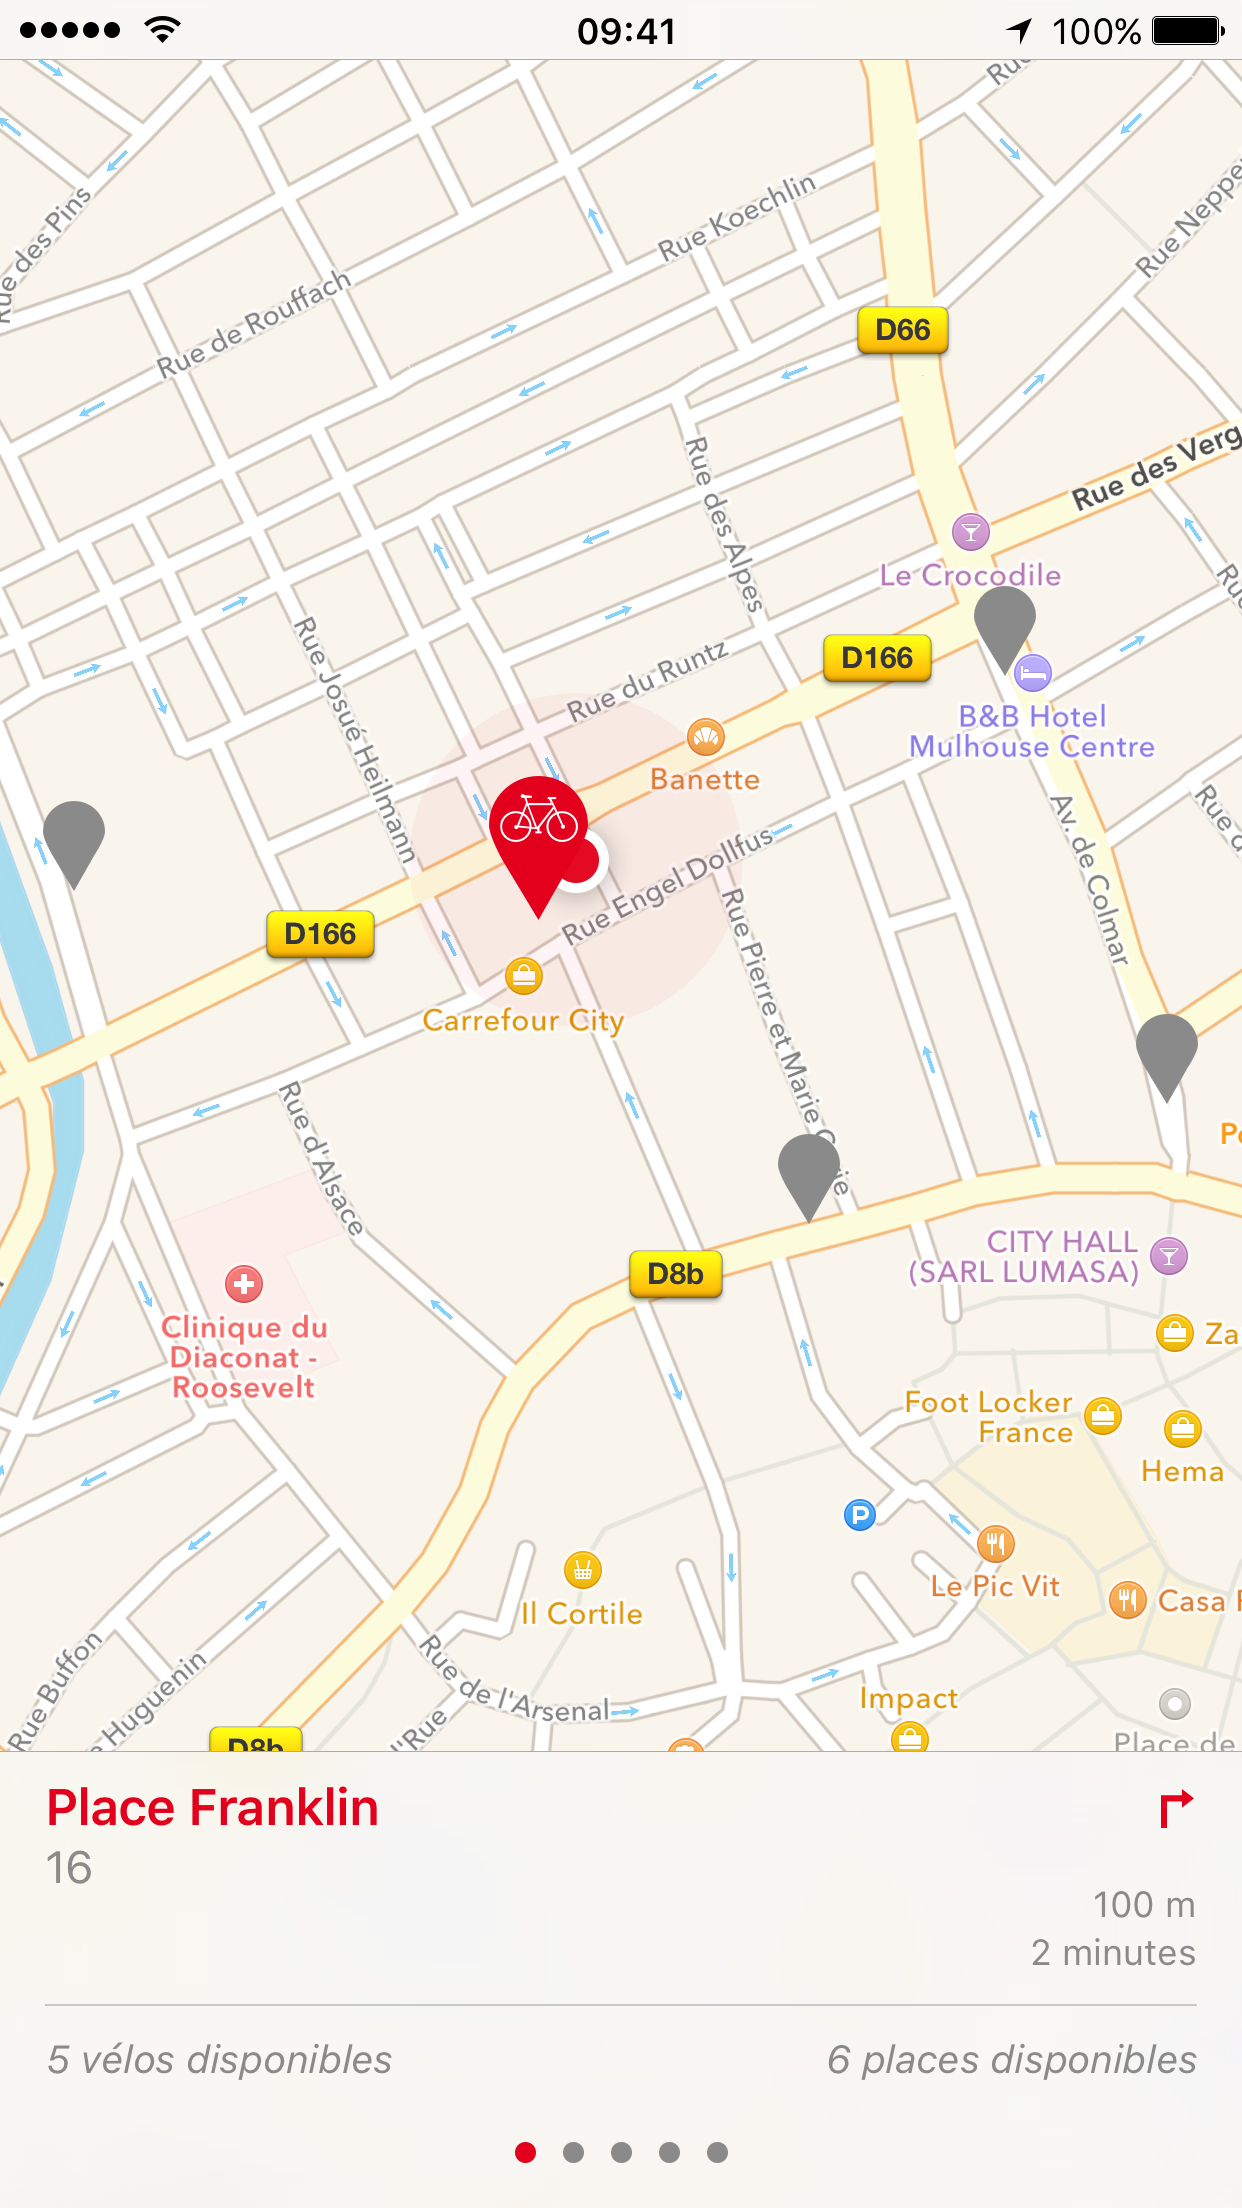 09:41
100%
Rue
Rue des Pins
Rue Koechlin
Rue de Rouffach
D66
Rue des Verg
Rue des Alpes
Le Crocodile
Rue Josué Heilmann
Rue du Runtz
D166
B&B Hotel
Mulhouse Centre
Banette
Rue d
Av. de Colmar
Rue Engel Dollfus
D166
Rue Pierre et Marie
Carrefour City
Rue d'Alsace
D8b
CITY HALL
(SARL LUMASA)
Clinique du
Diaconat -
Roosevelt
Za
Foot Locker
France
Hema
P
Le Pic Vit
Il Cortile
Casa
Rue Buffon
Huguenin
Rue de l'Arsenal
l'Rue
Impact
D8b
Place de
Place Franklin
16
100 m
2 minutes
5 vélos disponibles
6 places disponibles